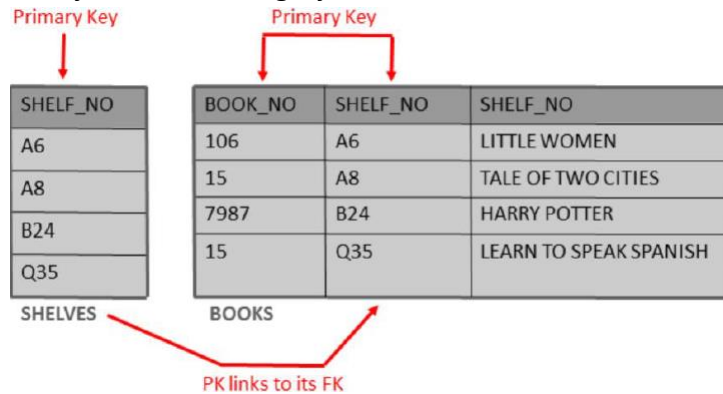 Primary Key
Primary Key
SHELF_NO
A6
A8
B24
Q35
SHELVES
BOOK_NO SHELF_NO SHELF_NO
106 A6 LITTLE WOMEN
15 A8 TALE OF TWO CITIES
7987 B24 HARRY POTTER
15 Q35 LEARN TO SPEAK SPANISH
BOOKS
PK links to its FK